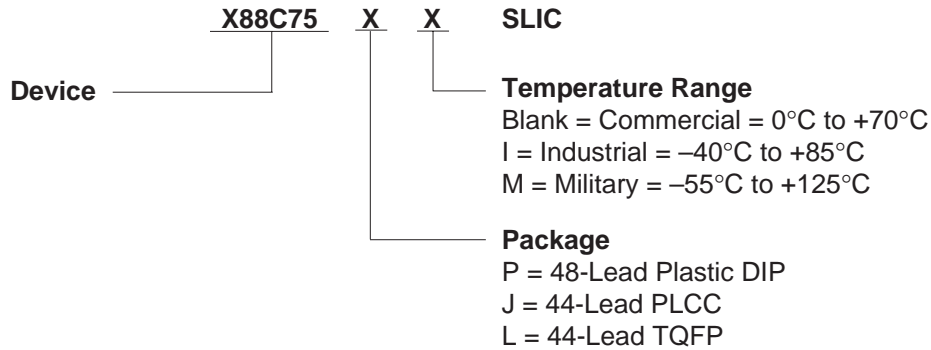 X88C75 X X SLIC
Device
Temperature Range
Blank = Commercial = 0°C to +70°C
I = Industrial = –40°C to +85°C
M = Military = –55°C to +125°C
Package
P = 48-Lead Plastic DIP
J = 44-Lead PLCC
L = 44-Lead TQFP